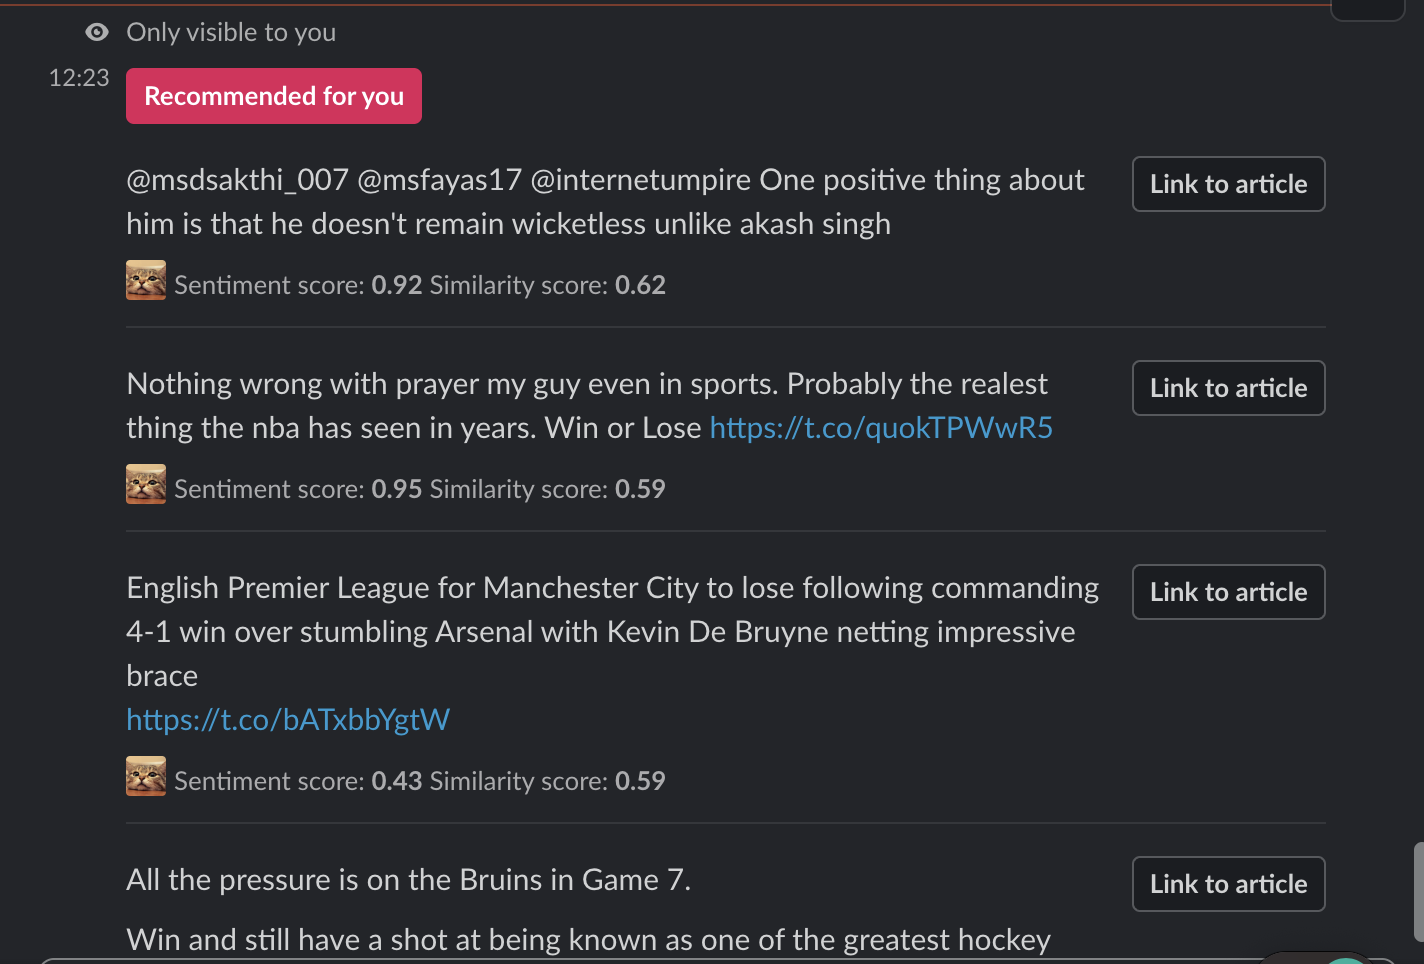 Only visible to you
12:23
Recommended for you
@msdsakthi_007 @msfayas17 @internetumpire One positive thing about
him is that he doesn't remain wicketless unlike akash singh
Link to article
Sentiment score: 0.92 Similarity score: 0.62
Nothing wrong with prayer my guy even in sports. Probably the realest
thing the nba has seen in years. Win or Lose https://t.co/quokTPWwR5
Link to article
Sentiment score: 0.95 Similarity score: 0.59
English Premier League for Manchester City to lose following commanding
4-1 win over stumbling Arsenal with Kevin De Bruyne netting impressive
brace
https://t.co/bATxbbYgtW
Link to article
Sentiment score: 0.43 Similarity score: 0.59
All the pressure is on the Bruins in Game 7.
Link to article
Win and still have a shot at being known as one of the greatest hockey